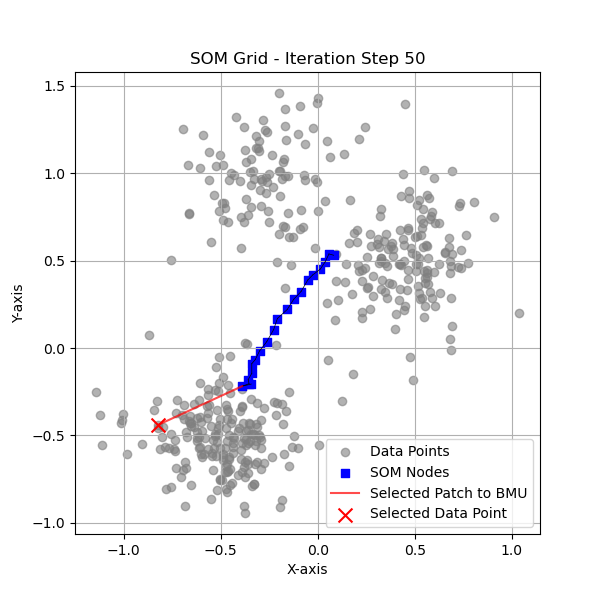 SOM Grid - Iteration Step 50
1.5
1.0
0.5
0.0
−0.5
−1.0
Y-axis
Data Points
SOM Nodes
Selected Patch to BMU
Selected Data Point
−1.0 −0.5 0.0 0.5 1.0
X-axis